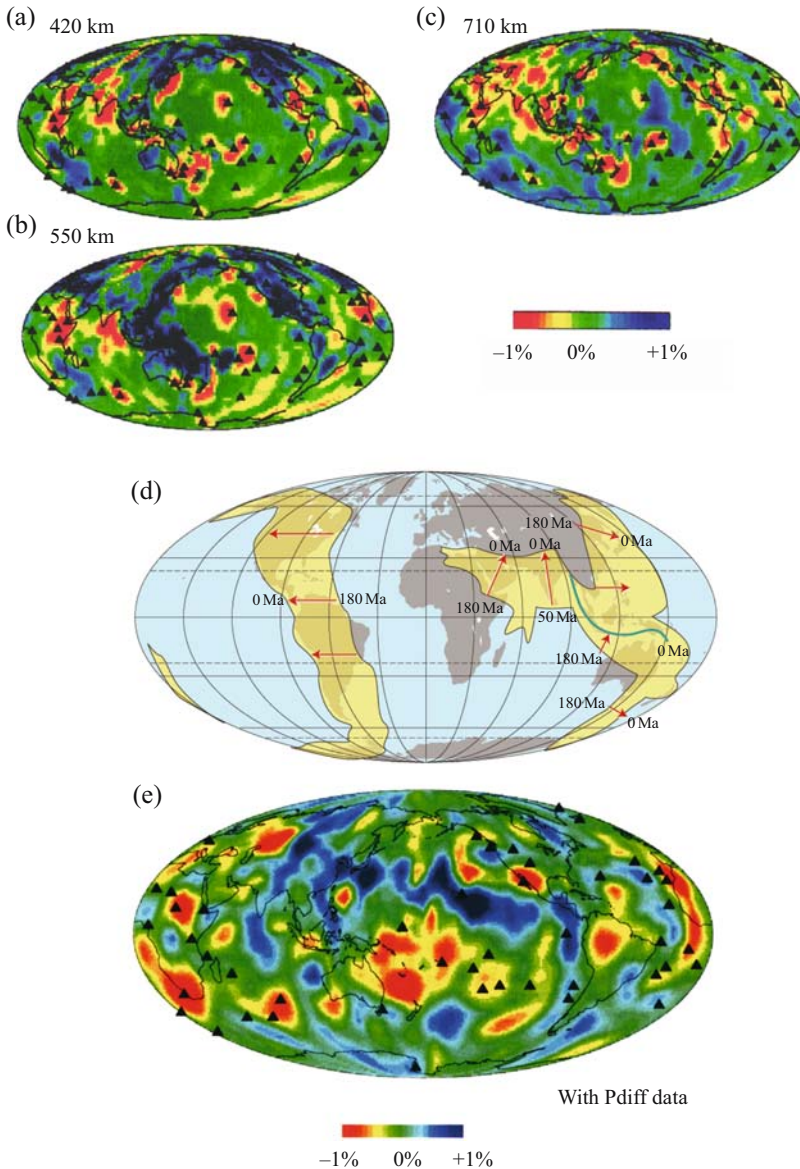 (a) 420 km
(c) 710 km
(b) 550 km
–1% 0% +1%
(d)
180 Ma
0 Ma
0 Ma 0 Ma
0 Ma 180 Ma
180 Ma
50 Ma
180 Ma
0 Ma
180 Ma
0 Ma
(e)
With Pdiff data
–1% 0% +1%